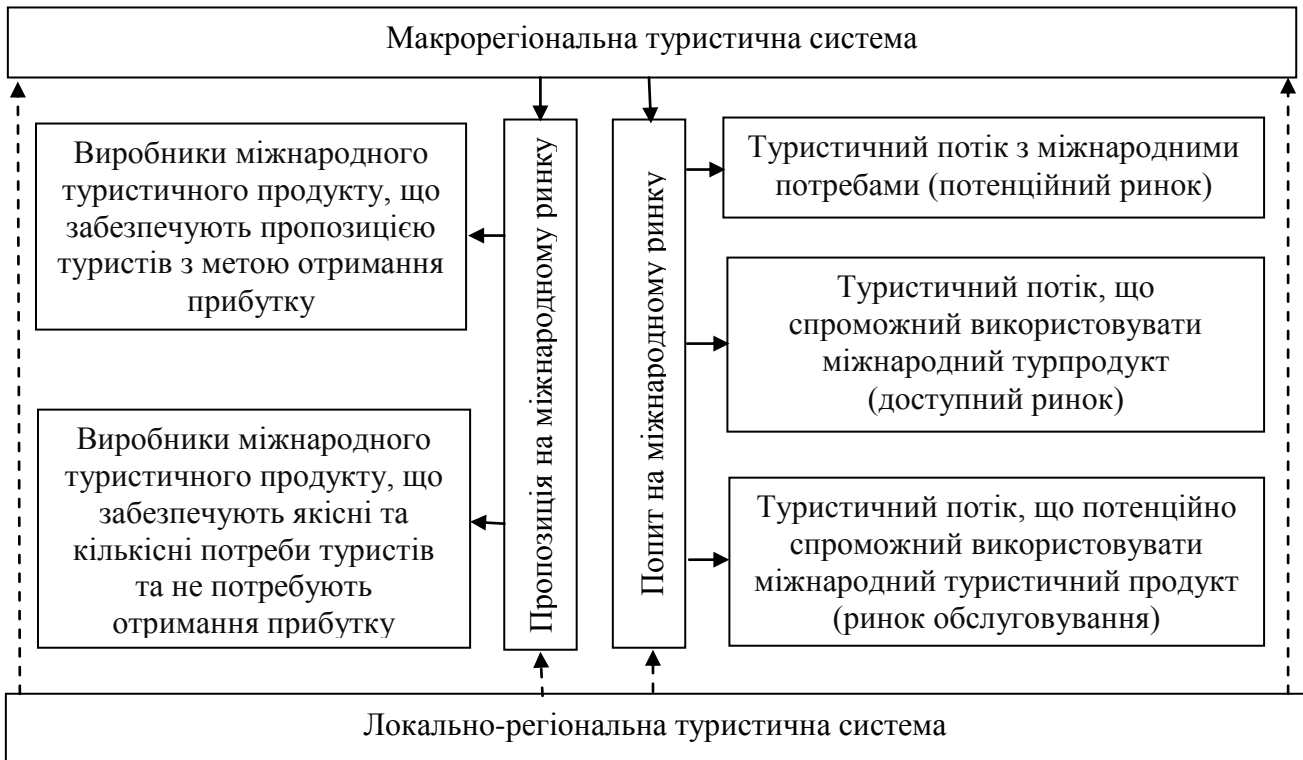 Макрорегіональна туристична система
Виробники міжнародного
туристичного продукту, що
забезпечують пропозицією
туристів з метою отримання
прибутку
Виробники міжнародного
туристичного продукту, що
забезпечують якісні та
кількісні потреби туристів
та не потребують
отримання прибутку
Пропозиція на міжнародному ринку
Попит на міжнародному ринку
Туристичний потік з міжнародними
потребами (потенційний ринок)
Туристичний потік, що
спроможний використовувати
міжнародний турпродукт
(доступний ринок)
Туристичний потік, що потенційно
спроможний використовувати
міжнародний туристичний продукт
(ринок обслуговування)
Локально-регіональна туристична система